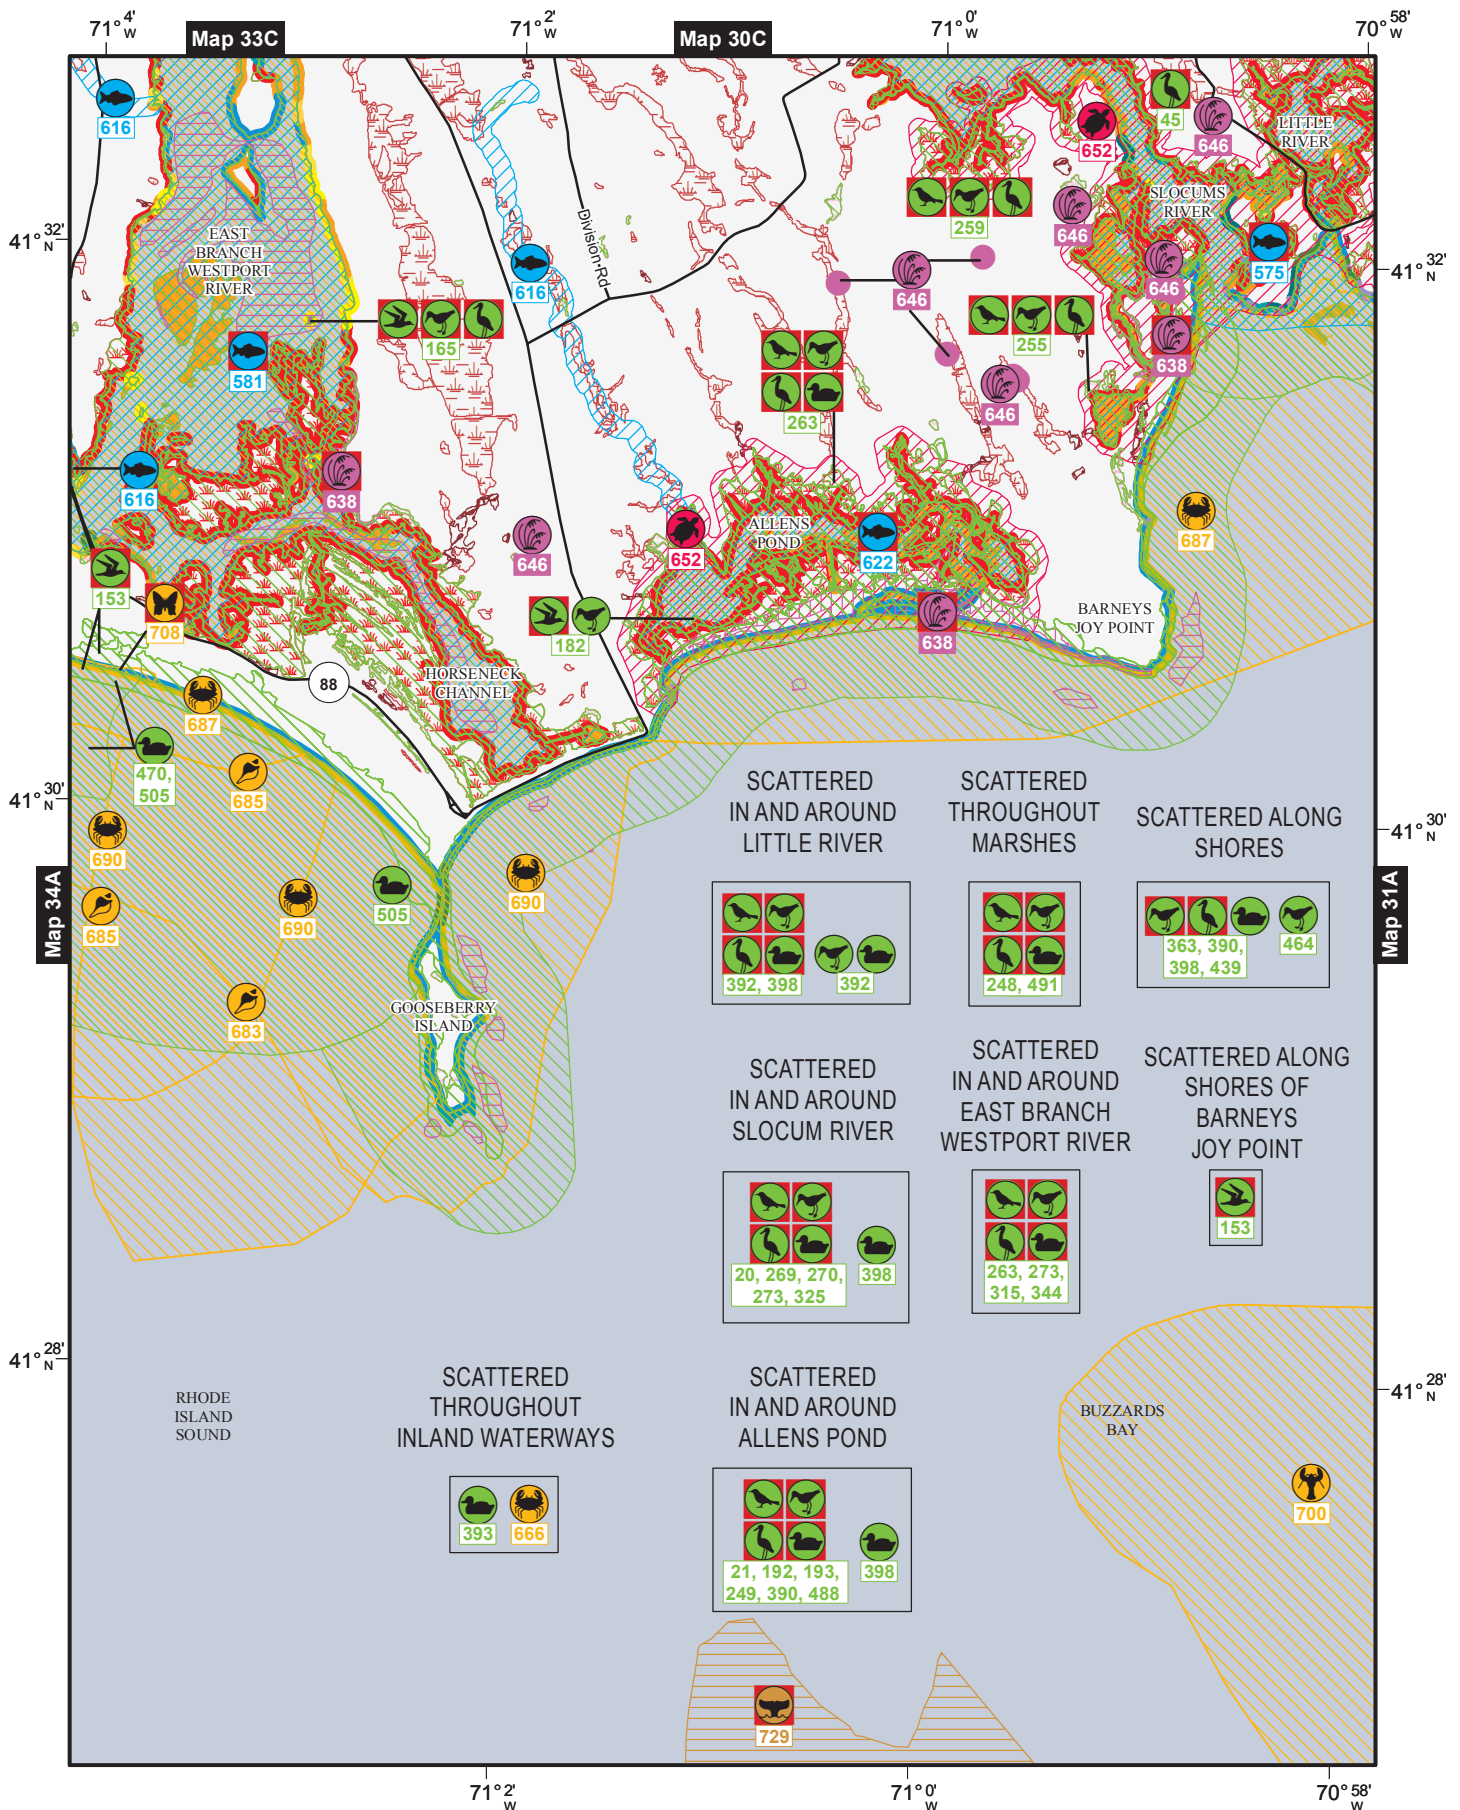 71° 4' W
71° 2' W
71° 0' W
70° 58' W
Map 33C
Map 30C
616
45
646
652
LITTLE
RIVER
SLOCUMS
RIVER
259
646
41° 32' N
EAST
BRANCH
WESTPORT
RIVER
Division Rd
616
646
646
575
41° 32' N
165
255
581
638
263
646
616
638
687
ALLENS
POND
646
652
622
153
708
182
638
BARNEYS
JOY POINT
88
HORSENECK
CHANNEL
687
470,
505
685
41° 30' N
690
685
690
505
690
683
GOOSEBERRY
ISLAND
41° 30' N
Map 34A
Map 31A
SCATTERED
IN AND AROUND
LITTLE RIVER
392, 398
392
SCATTERED
THROUGHOUT
MARSHES
248, 491
SCATTERED ALONG
SHORES
363, 390,
398, 439
464
SCATTERED
IN AND AROUND
SLOCUM RIVER
20, 269, 270,
273, 325
398
SCATTERED
IN AND AROUND
EAST BRANCH
WESTPORT RIVER
263, 273,
315, 344
SCATTERED ALONG
SHORES OF
BARNEYS
JOY POINT
153
41° 28' N
41° 28' N
RHODE
ISLAND
SOUND
SCATTERED
THROUGHOUT
INLAND WATERWAYS
393
666
SCATTERED
IN AND AROUND
ALLENS POND
21, 192, 193,
249, 390, 488
398
BUZZARDS
BAY
700
729
71° 2' W
71° 0' W
70° 58' W